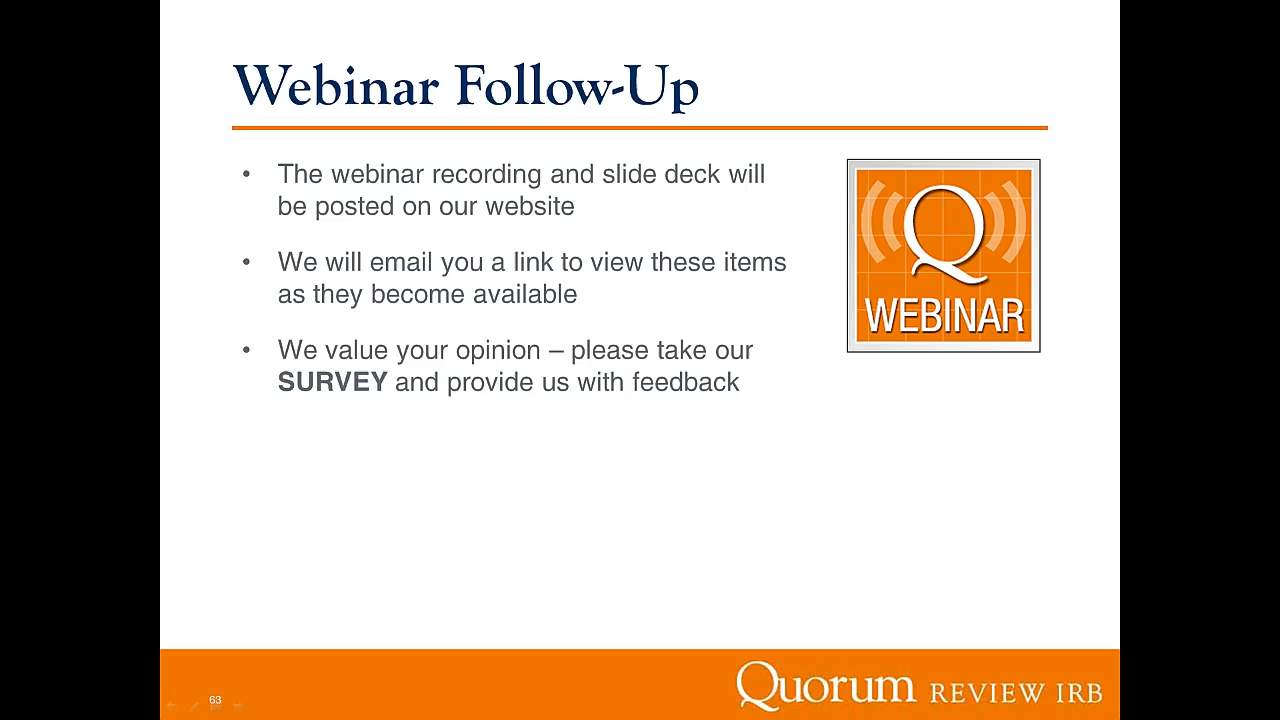 Webinar Follow-Up
• The webinar recording and slide deck will
be posted on our website
• We will email you a link to view these items
as they become available
• We value your opinion – please take our
SURVEY and provide us with feedback
Q
WEBINAR
63
Quorum REVIEW IRB